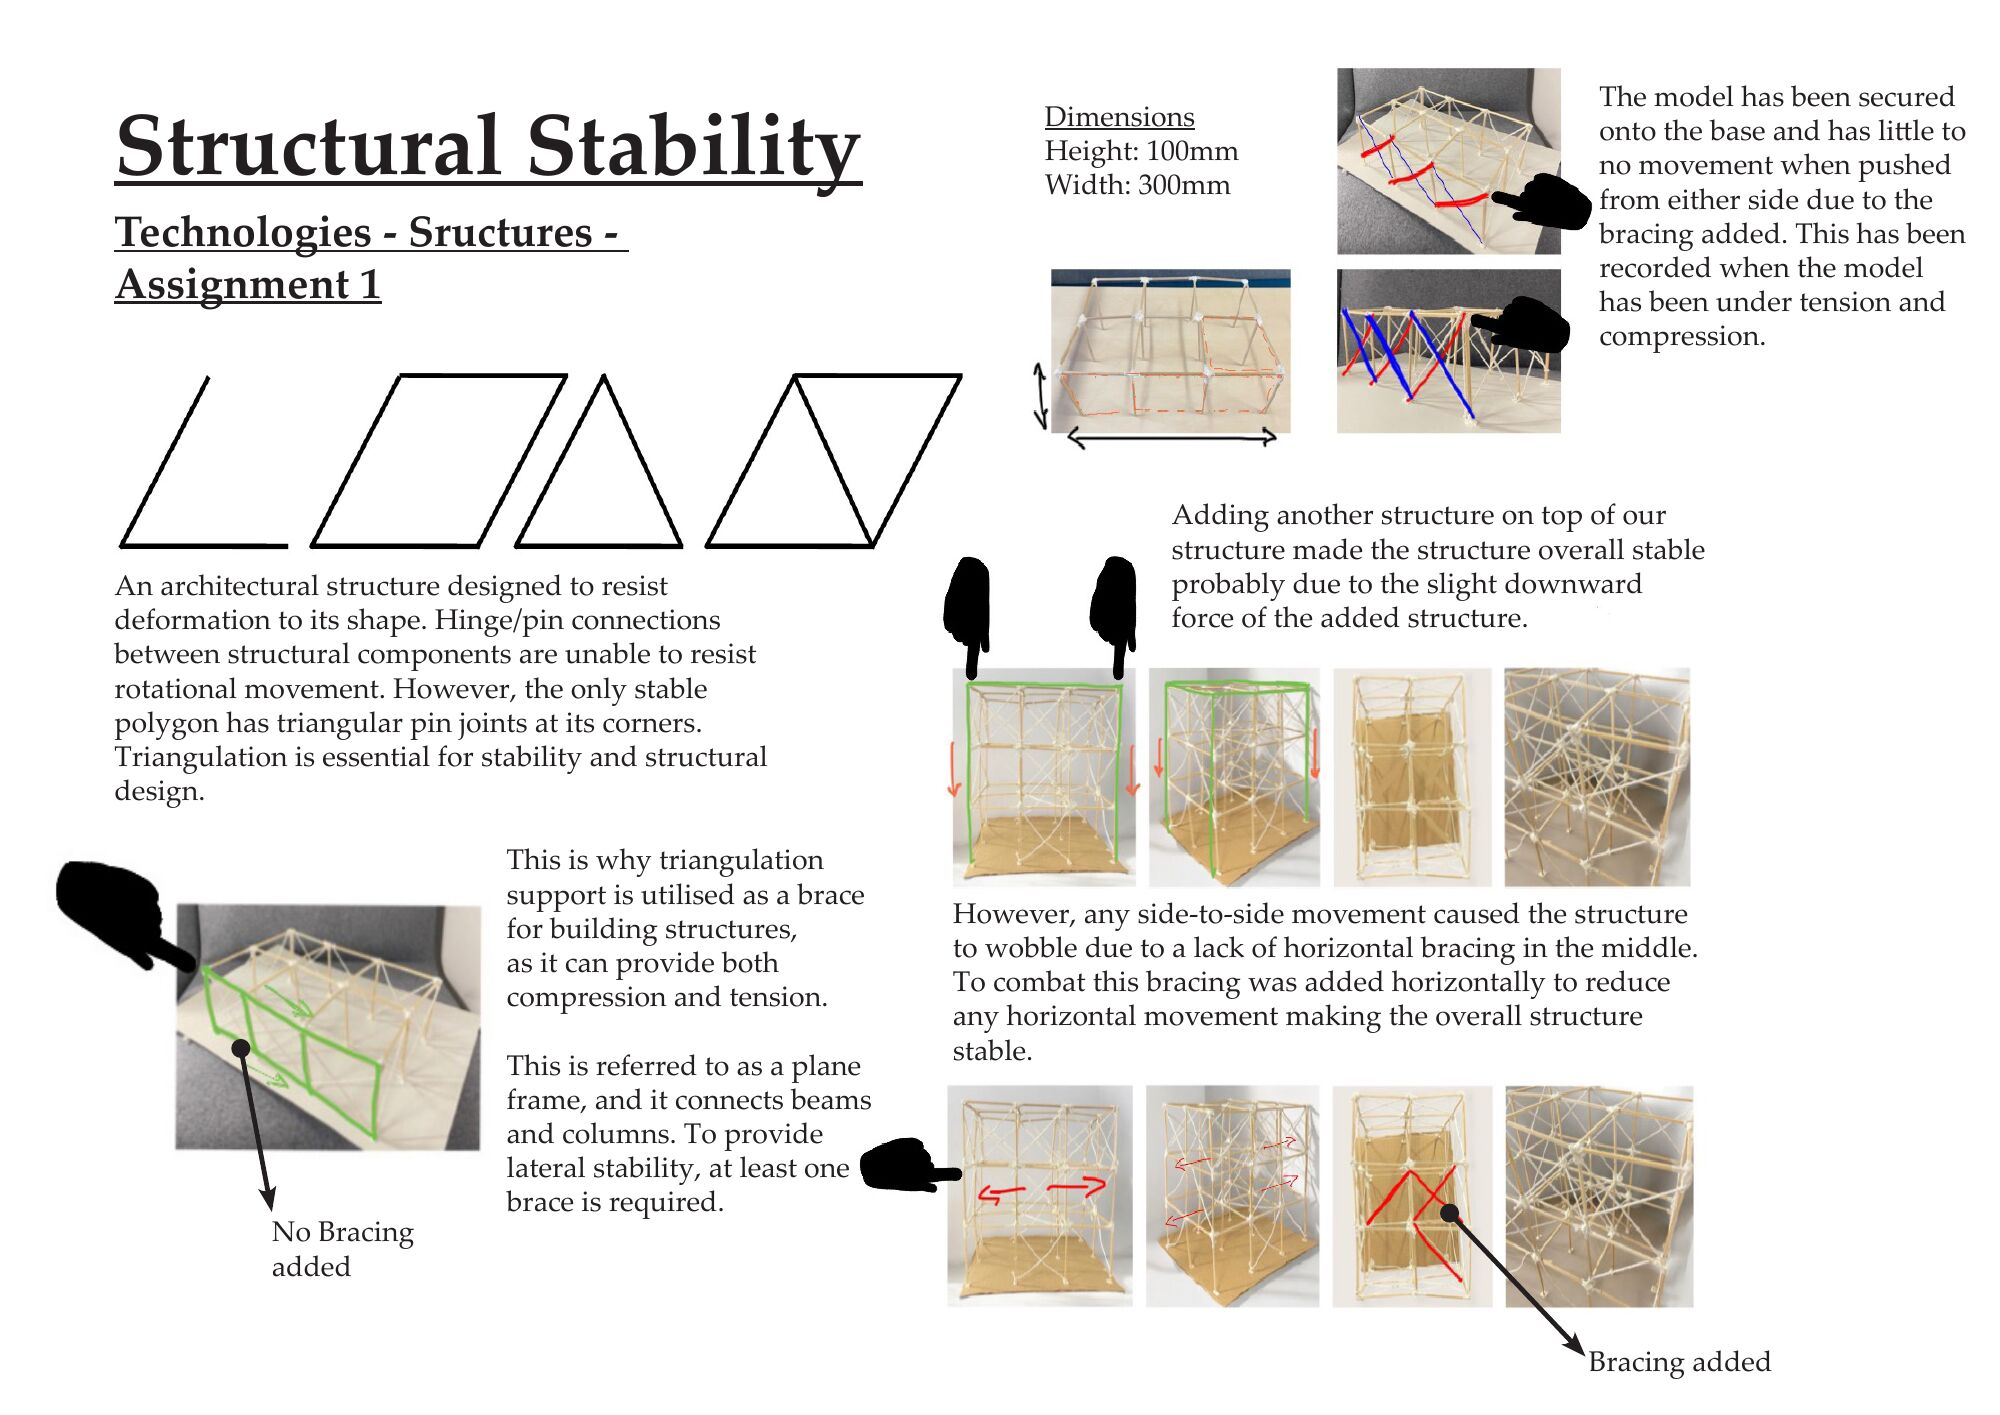 Structural Stability
Technologies - Sructures -
Assignment 1
An architectural structure designed to resist
deformation to its shape. Hinge/pin connections
between structural components are unable to resist
rotational movement. However, the only stable
polygon has triangular pin joints at its corners.
Triangulation is essential for stability and structural
design.
This is why triangulation
support is utilised as a brace
for building structures,
as it can provide both
compression and tension.
This is referred to as a plane
frame, and it connects beams
and columns. To provide
lateral stability, at least one
brace is required.
No Bracing
added
Dimensions
Height: 100mm
Width: 300mm
The model has been secured
onto the base and has little to
no movement when pushed
from either side due to the
bracing added. This has been
recorded when the model
has been under tension and
compression.
Adding another structure on top of our
structure made the structure overall stable
probably due to the slight downward
force of the added structure.
However, any side-to-side movement caused the structure
to wobble due to a lack of horizontal bracing in the middle.
To combat this bracing was added horizontally to reduce
any horizontal movement making the overall structure
stable.
Bracing added